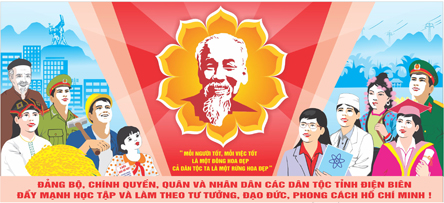 "MỖI NGƯỜI TỐT, MỖI VIỆC TỐT
LÀ MỘT BÔNG HOA ĐẸP
CẢ DÂN TỘC TA LÀ MỘT RỪNG HOA ĐẸP"
ĐẢNG BỘ, CHÍNH QUYỀN, QUÂN VÀ NHÂN DÂN CÁC DÂN TỘC TỈNH ĐIỆN BIÊN
ĐẨY MẠNH HỌC TẬP VÀ LÀM THEO TƯ TƯỞNG, ĐẠO ĐỨC, PHONG CÁCH HỒ CHÍ MINH !